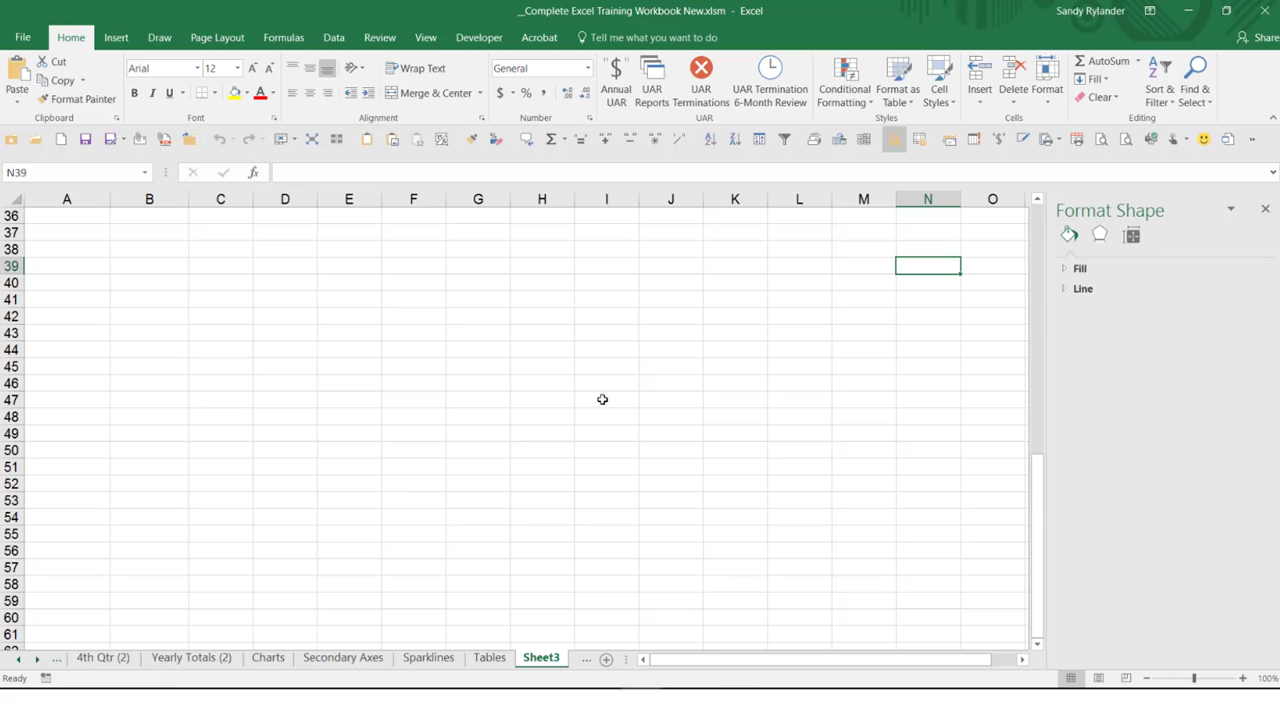 __Complete Excel Training Workbook New.xlsm - Excel
Sandy Rylander
File Home Insert Draw Page Layout Formulas Data Review View Developer Acrobat Tell me what you want to do Share
Paste
Cut
Copy
Format Painter
Clipboard
Arial 12
B I U A
Font
Wrap Text
Merge & Center
Alignment
General
$ % ,
Number
Annual UAR
UAR Reports
UAR Terminations
UAR Termination 6-Month Review
UAR
Conditional Formatting
Format as Table
Cell Styles
Styles
Insert
Delete
Format
Cells
AutoSum
Fill
Clear
Sort & Filter
Find & Select
Editing
N39
fx
A B C D E F G H I J K L M N O
36
37
38
39
40
41
42
43
44
45
46
47
48
49
50
51
52
53
54
55
56
57
58
59
60
61
Format Shape
Fill
Line
... 4th Qtr (2) Yearly Totals (2) Charts Secondary Axes Sparklines Tables Sheet3 ...
Ready
100%